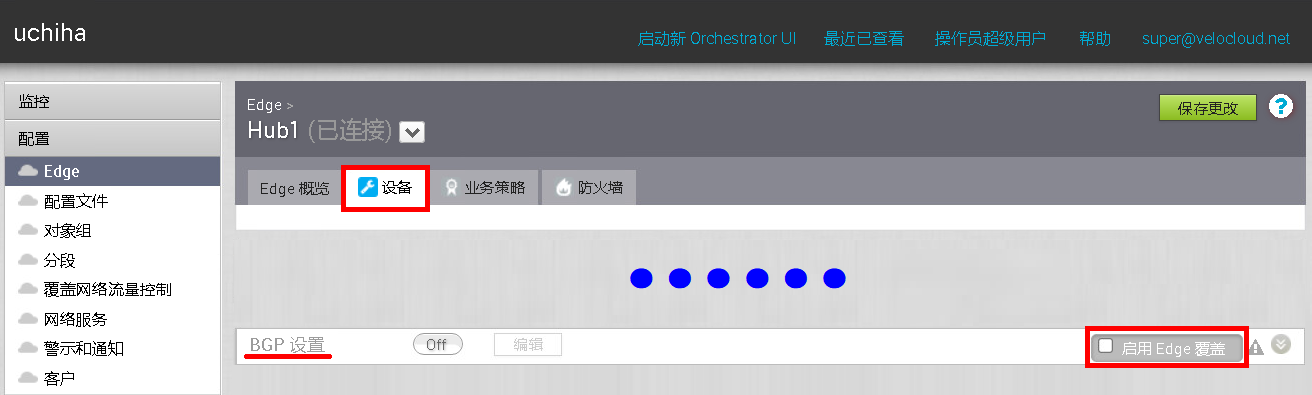 uchiha
启动新 Orchestrator UI 最近已查看 操作员超级用户 帮助 super@velocloud.net
监控
配置
Edge
配置文件
对象组
分段
覆盖网络流量控制
网络服务
警示和通知
客户
Edge >
Hub1 (已连接)
保存更改
?
Edge 概览 设备 业务策略 防火墙
BGP 设置 Off 编辑 启用 Edge 覆盖